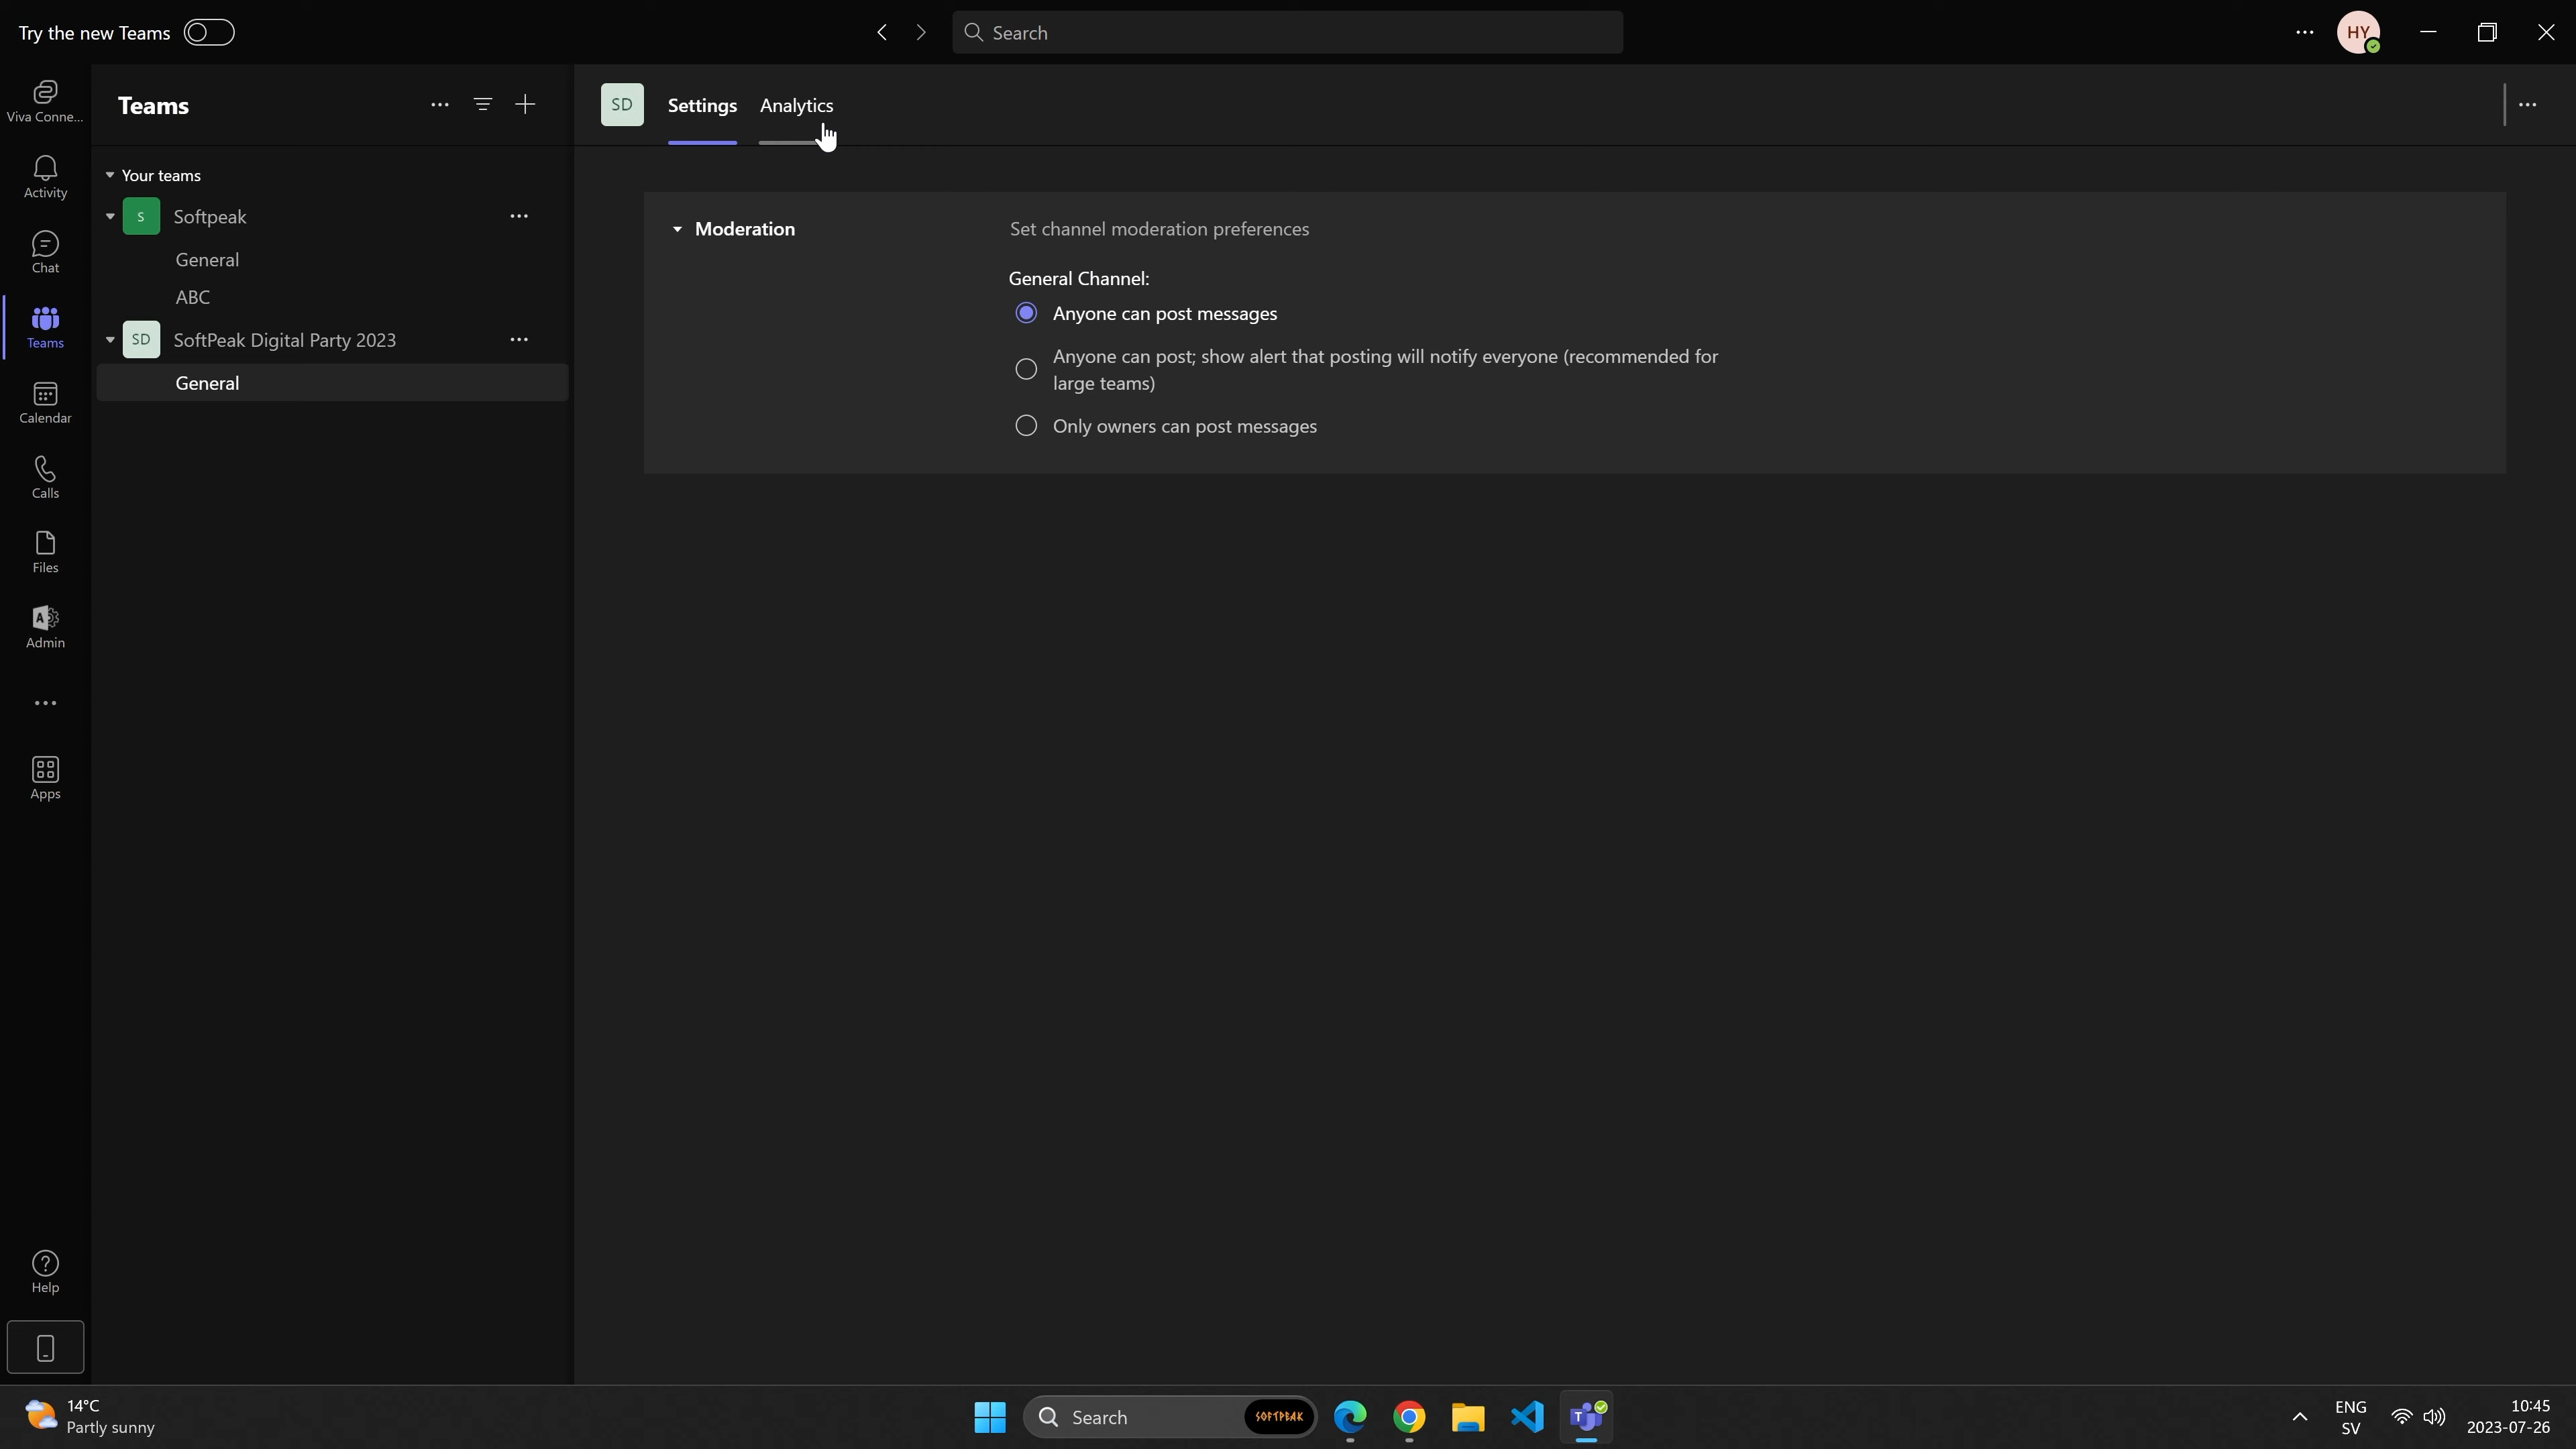 Try the new Teams
Search
HY
Viva Conne...
Activity
Chat
Teams
Calendar
Calls
Files
Admin
Apps
Help
Teams
Your teams
S Softpeak
General
ABC
SD SoftPeak Digital Party 2023
General
SD Settings Analytics
Moderation
Set channel moderation preferences
General Channel:
Anyone can post messages
Anyone can post; show alert that posting will notify everyone (recommended for
large teams)
Only owners can post messages
14°C
Partly sunny
Search
SOFTPEAK
ENG
SV
10:45
2023-07-26